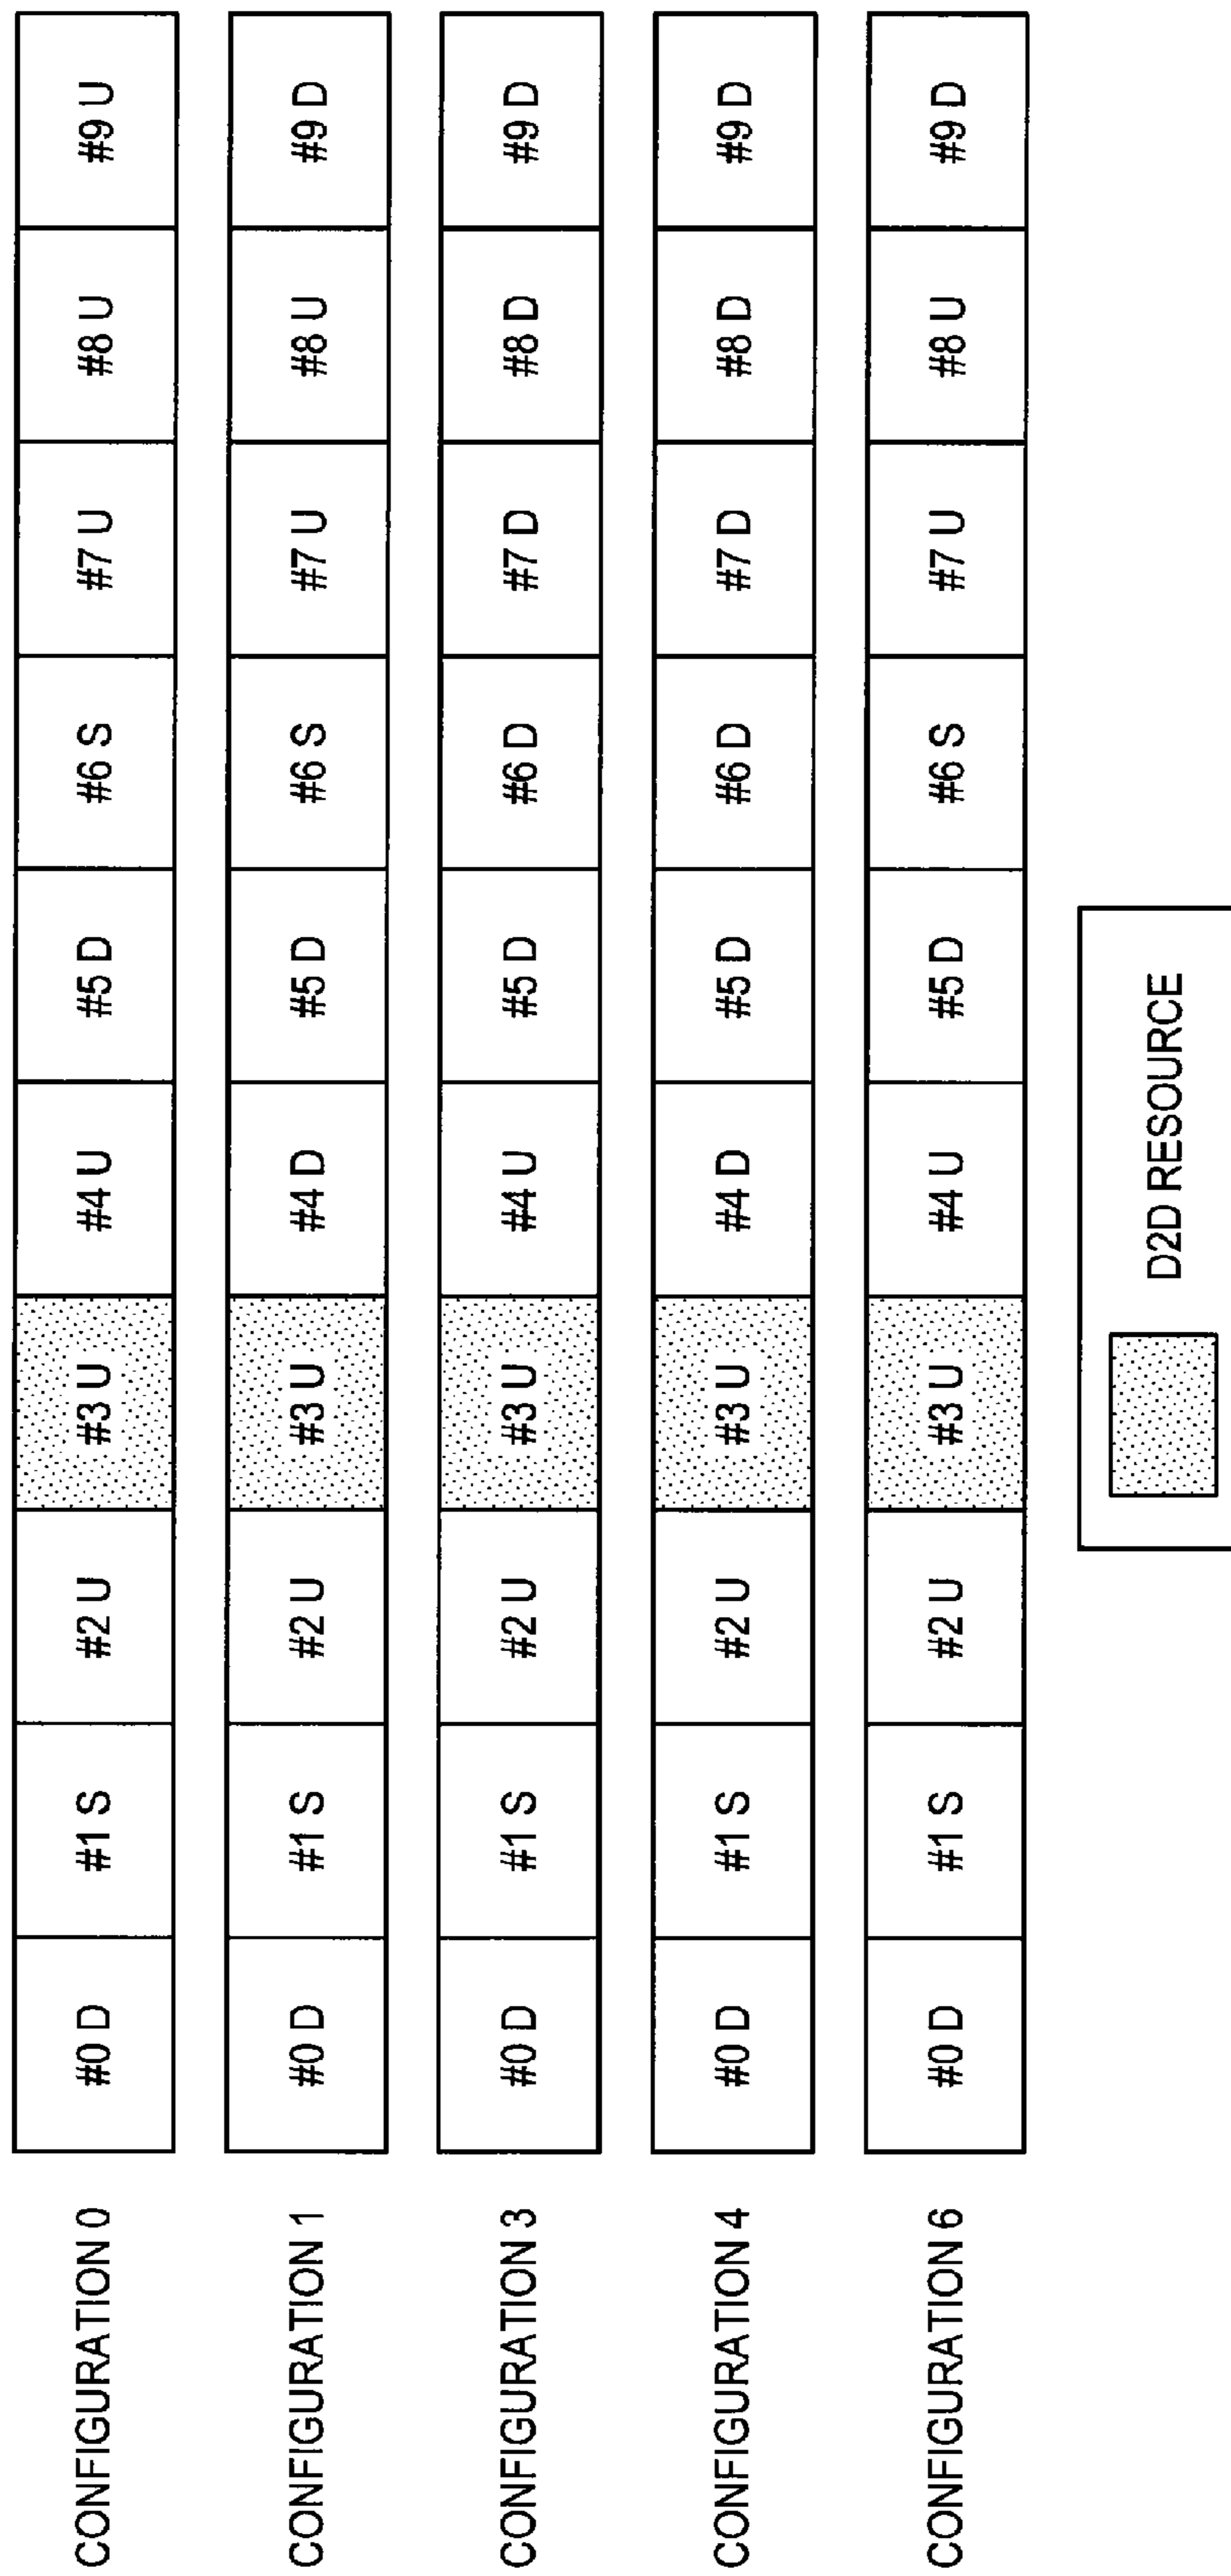 CONFIGURATION 0 #0 D #1 S #2 U #3 U #4 U #5 D #6 S #7 U #8 U #9 U
CONFIGURATION 1 #0 D #1 S #2 U #3 U #4 D #5 D #6 S #7 U #8 U #9 D
CONFIGURATION 3 #0 D #1 S #2 U #3 U #4 U #5 D #6 D #7 D #8 D #9 D
CONFIGURATION 4 #0 D #1 S #2 U #3 U #4 D #5 D #6 D #7 D #8 D #9 D
CONFIGURATION 6 #0 D #1 S #2 U #3 U #4 U #5 D #6 S #7 U #8 U #9 D
D2D RESOURCE